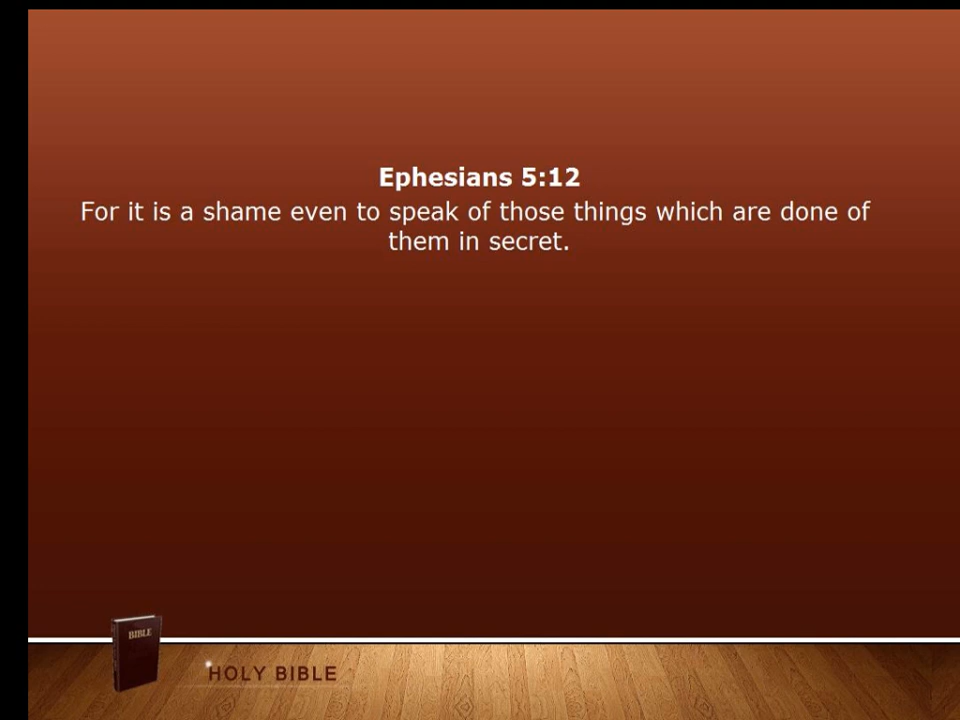 Ephesians 5:12
For it is a shame even to speak of those things which are done of
them in secret.
BIBLE
HOLY BIBLE